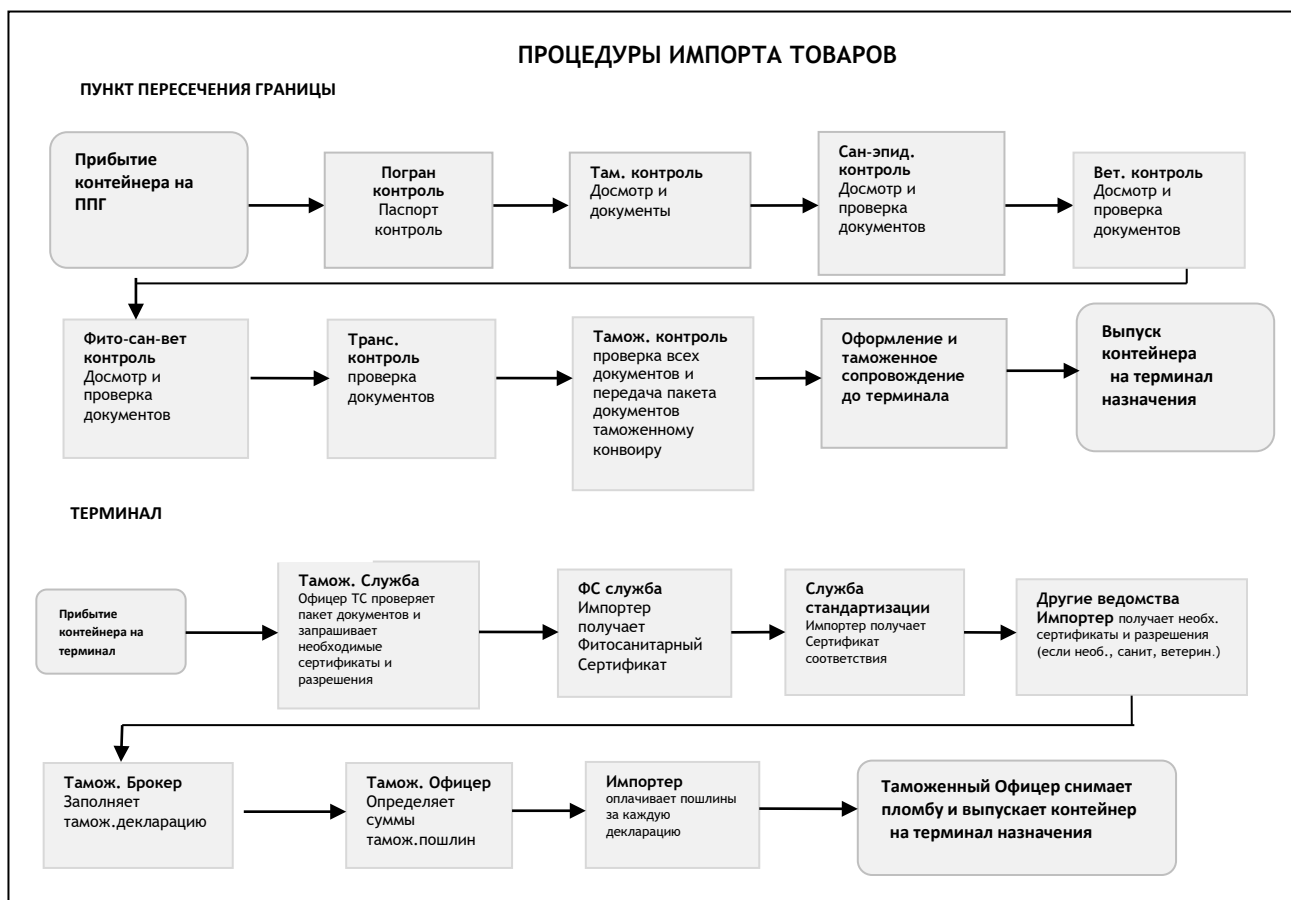 ПРОЦЕДУРЫ ИМПОРТА ТОВАРОВ
ПУНКТ ПЕРЕСЕЧЕНИЯ ГРАНИЦЫ
Прибытие
контейнера на
ППГ
Погран
контроль
Паспорт
контроль
Там. контроль
Досмотр и
документы
Сан-эпид.
контроль
Досмотр и
проверка
документов
Вет. контроль
Досмотр и
проверка
документов
Фито-сан-вет
контроль
Досмотр и
проверка
документов
Транс.
контроль
проверка
документов
Тамож. контроль
проверка всех
документов и
передача пакета
документов
таможенному
конвоиру
Оформление и
таможенное
сопровождение
до терминала
Выпуск
контейнера
на терминал
назначения
ТЕРМИНАЛ
Прибытие
контейнера на
терминал
Тамож. Служба
Офицер ТС проверяет
пакет документов и
запрашивает
необходимые
сертификаты и
разрешения
ФС служба
Импортер
получает
Фитосанитарный
Сертификат
Служба
стандартизации
Импортер получает
Сертификат
соответствия
Другие ведомства
Импортер получает необх.
сертификаты и разрешения
(если необ., санит, ветерин.)
Тамож. Брокер
Заполняет
тамож.декларацию
Тамож. Офицер
Определяет
суммы
тамож.пошлин
Импортер
оплачивает пошлины
за каждую
декларацию
Таможенный Офицер снимает
пломбу и выпускает контейнер
на терминал назначения